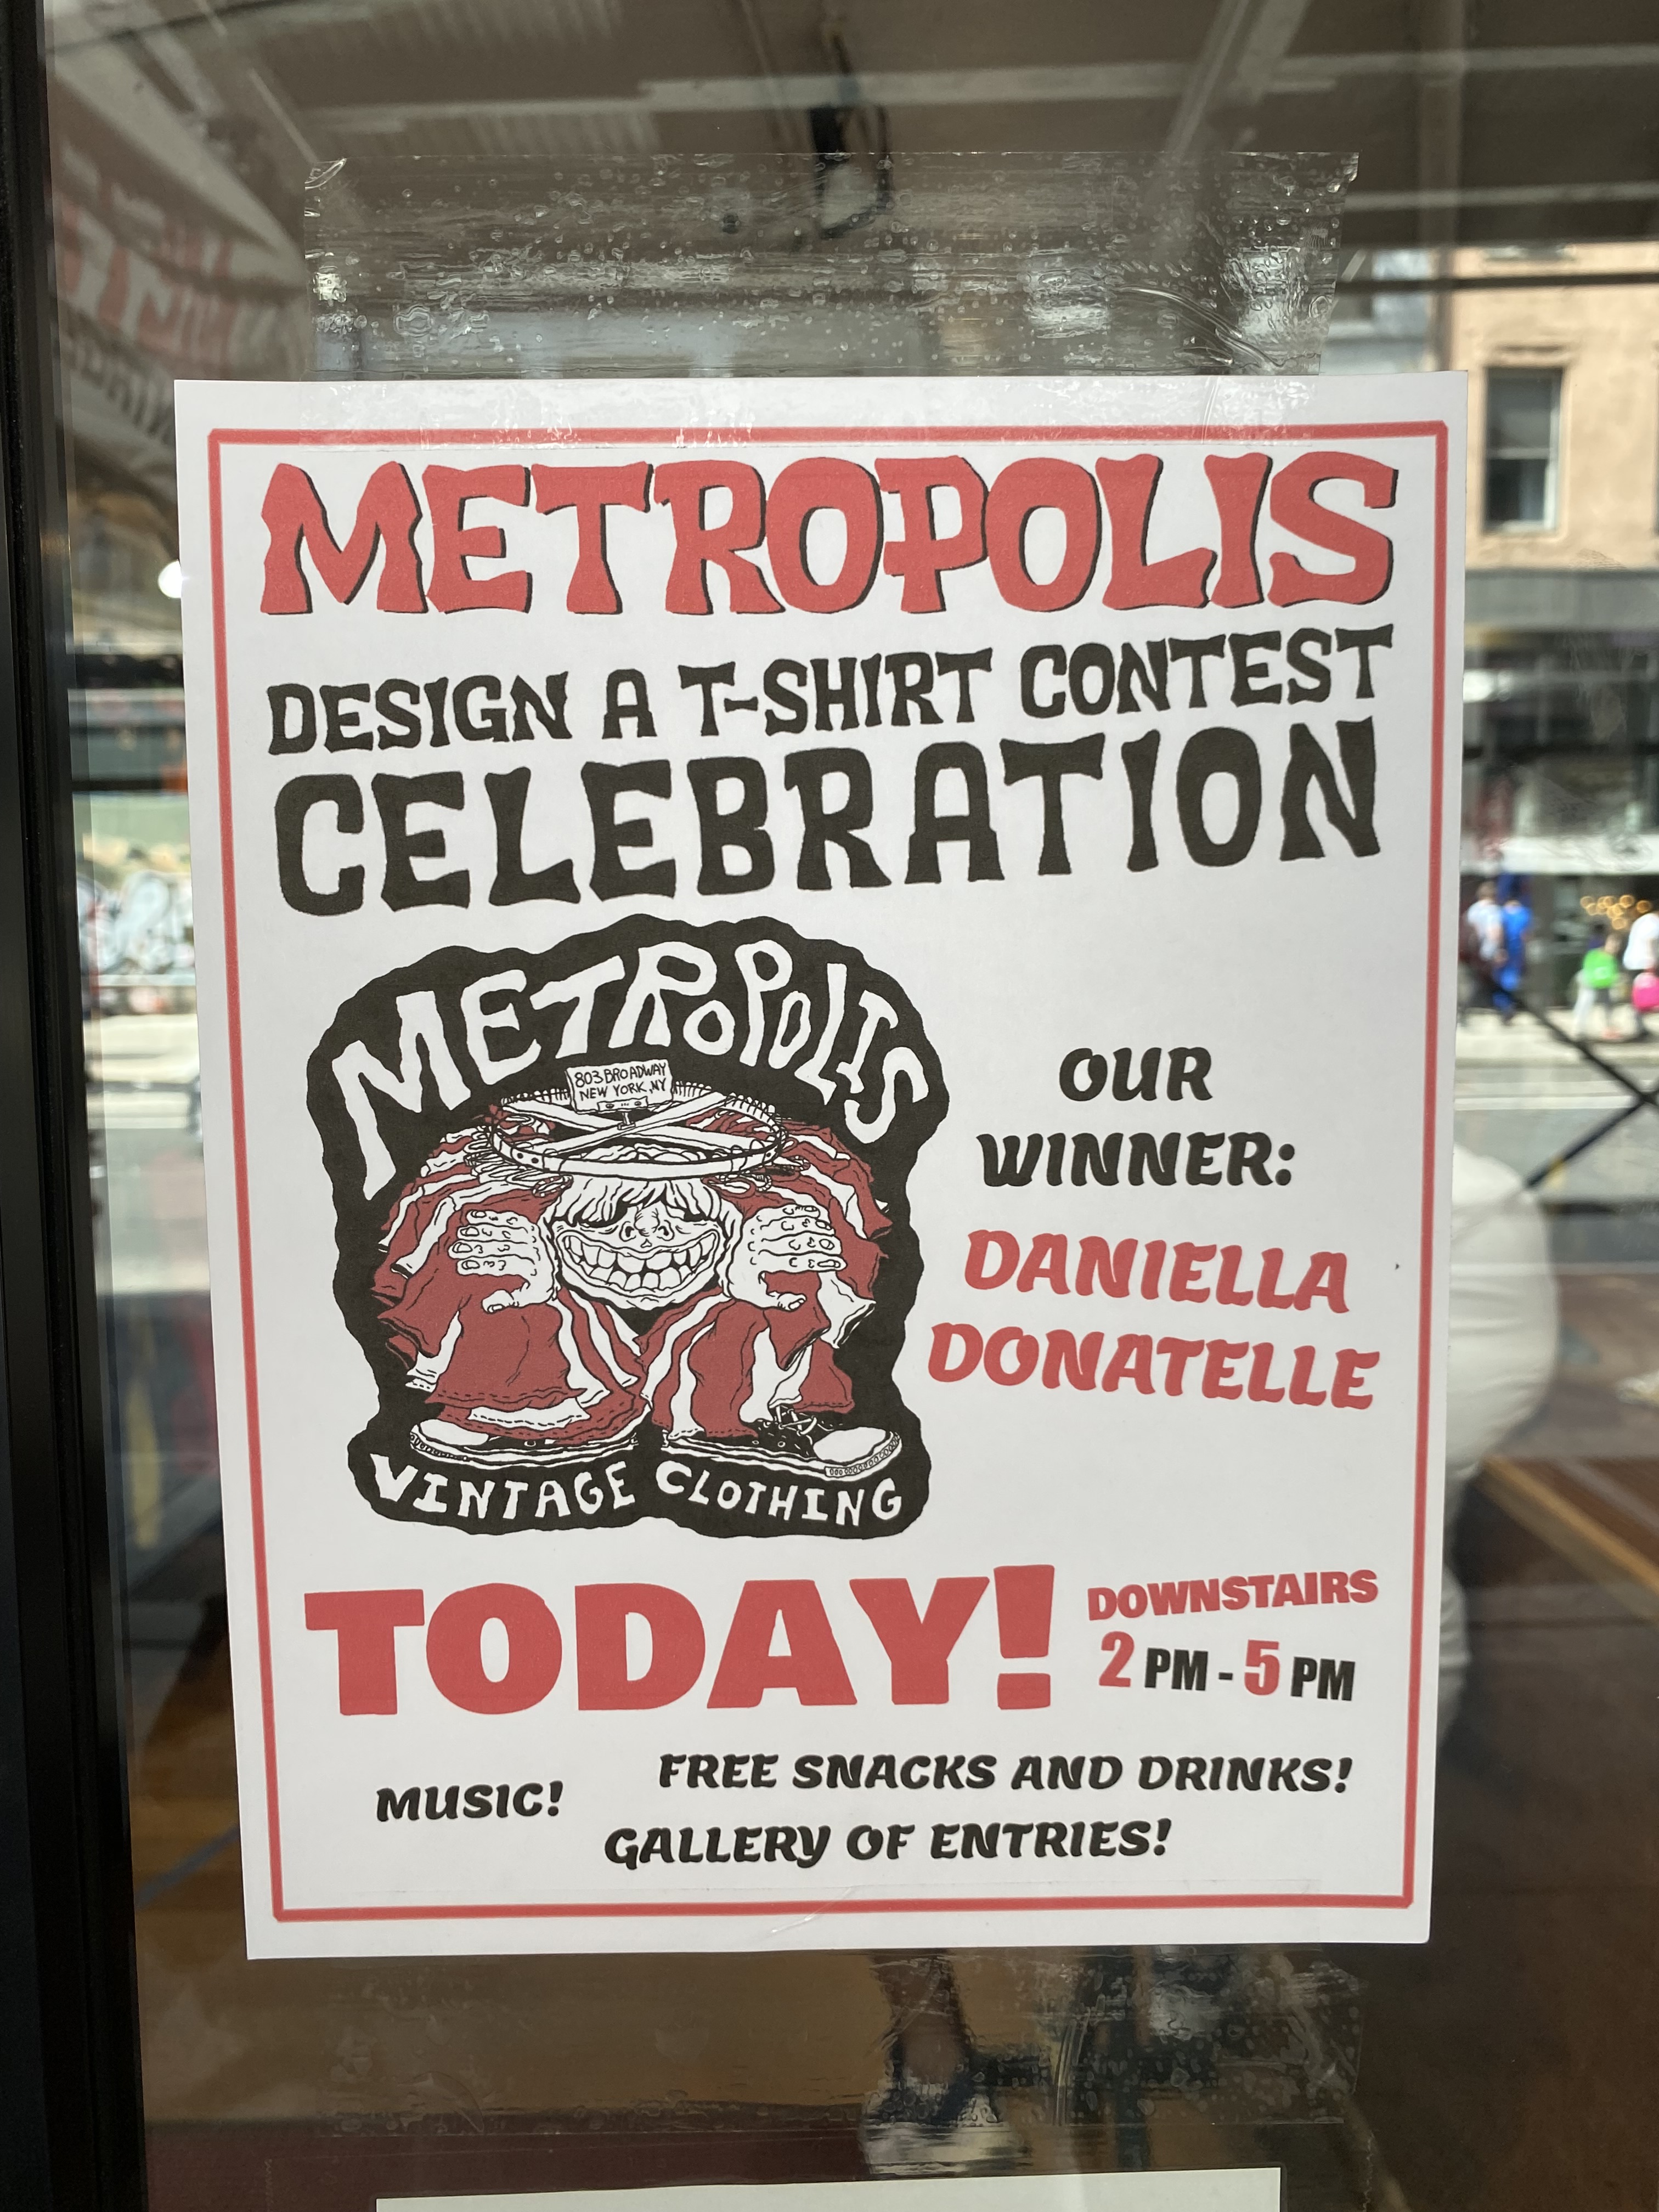 METROPOLIS
DESIGN A T-SHIRT CONTEST
CELEBRATION
METROPOLIS
803 BROADWAY
NEW YORK, NY
VINTAGE CLOTHING
OUR
WINNER:
DANIELLA
DONATELLE
TODAY!
DOWNSTAIRS
2 PM - 5 PM
MUSIC!
FREE SNACKS AND DRINKS!
GALLERY OF ENTRIES!